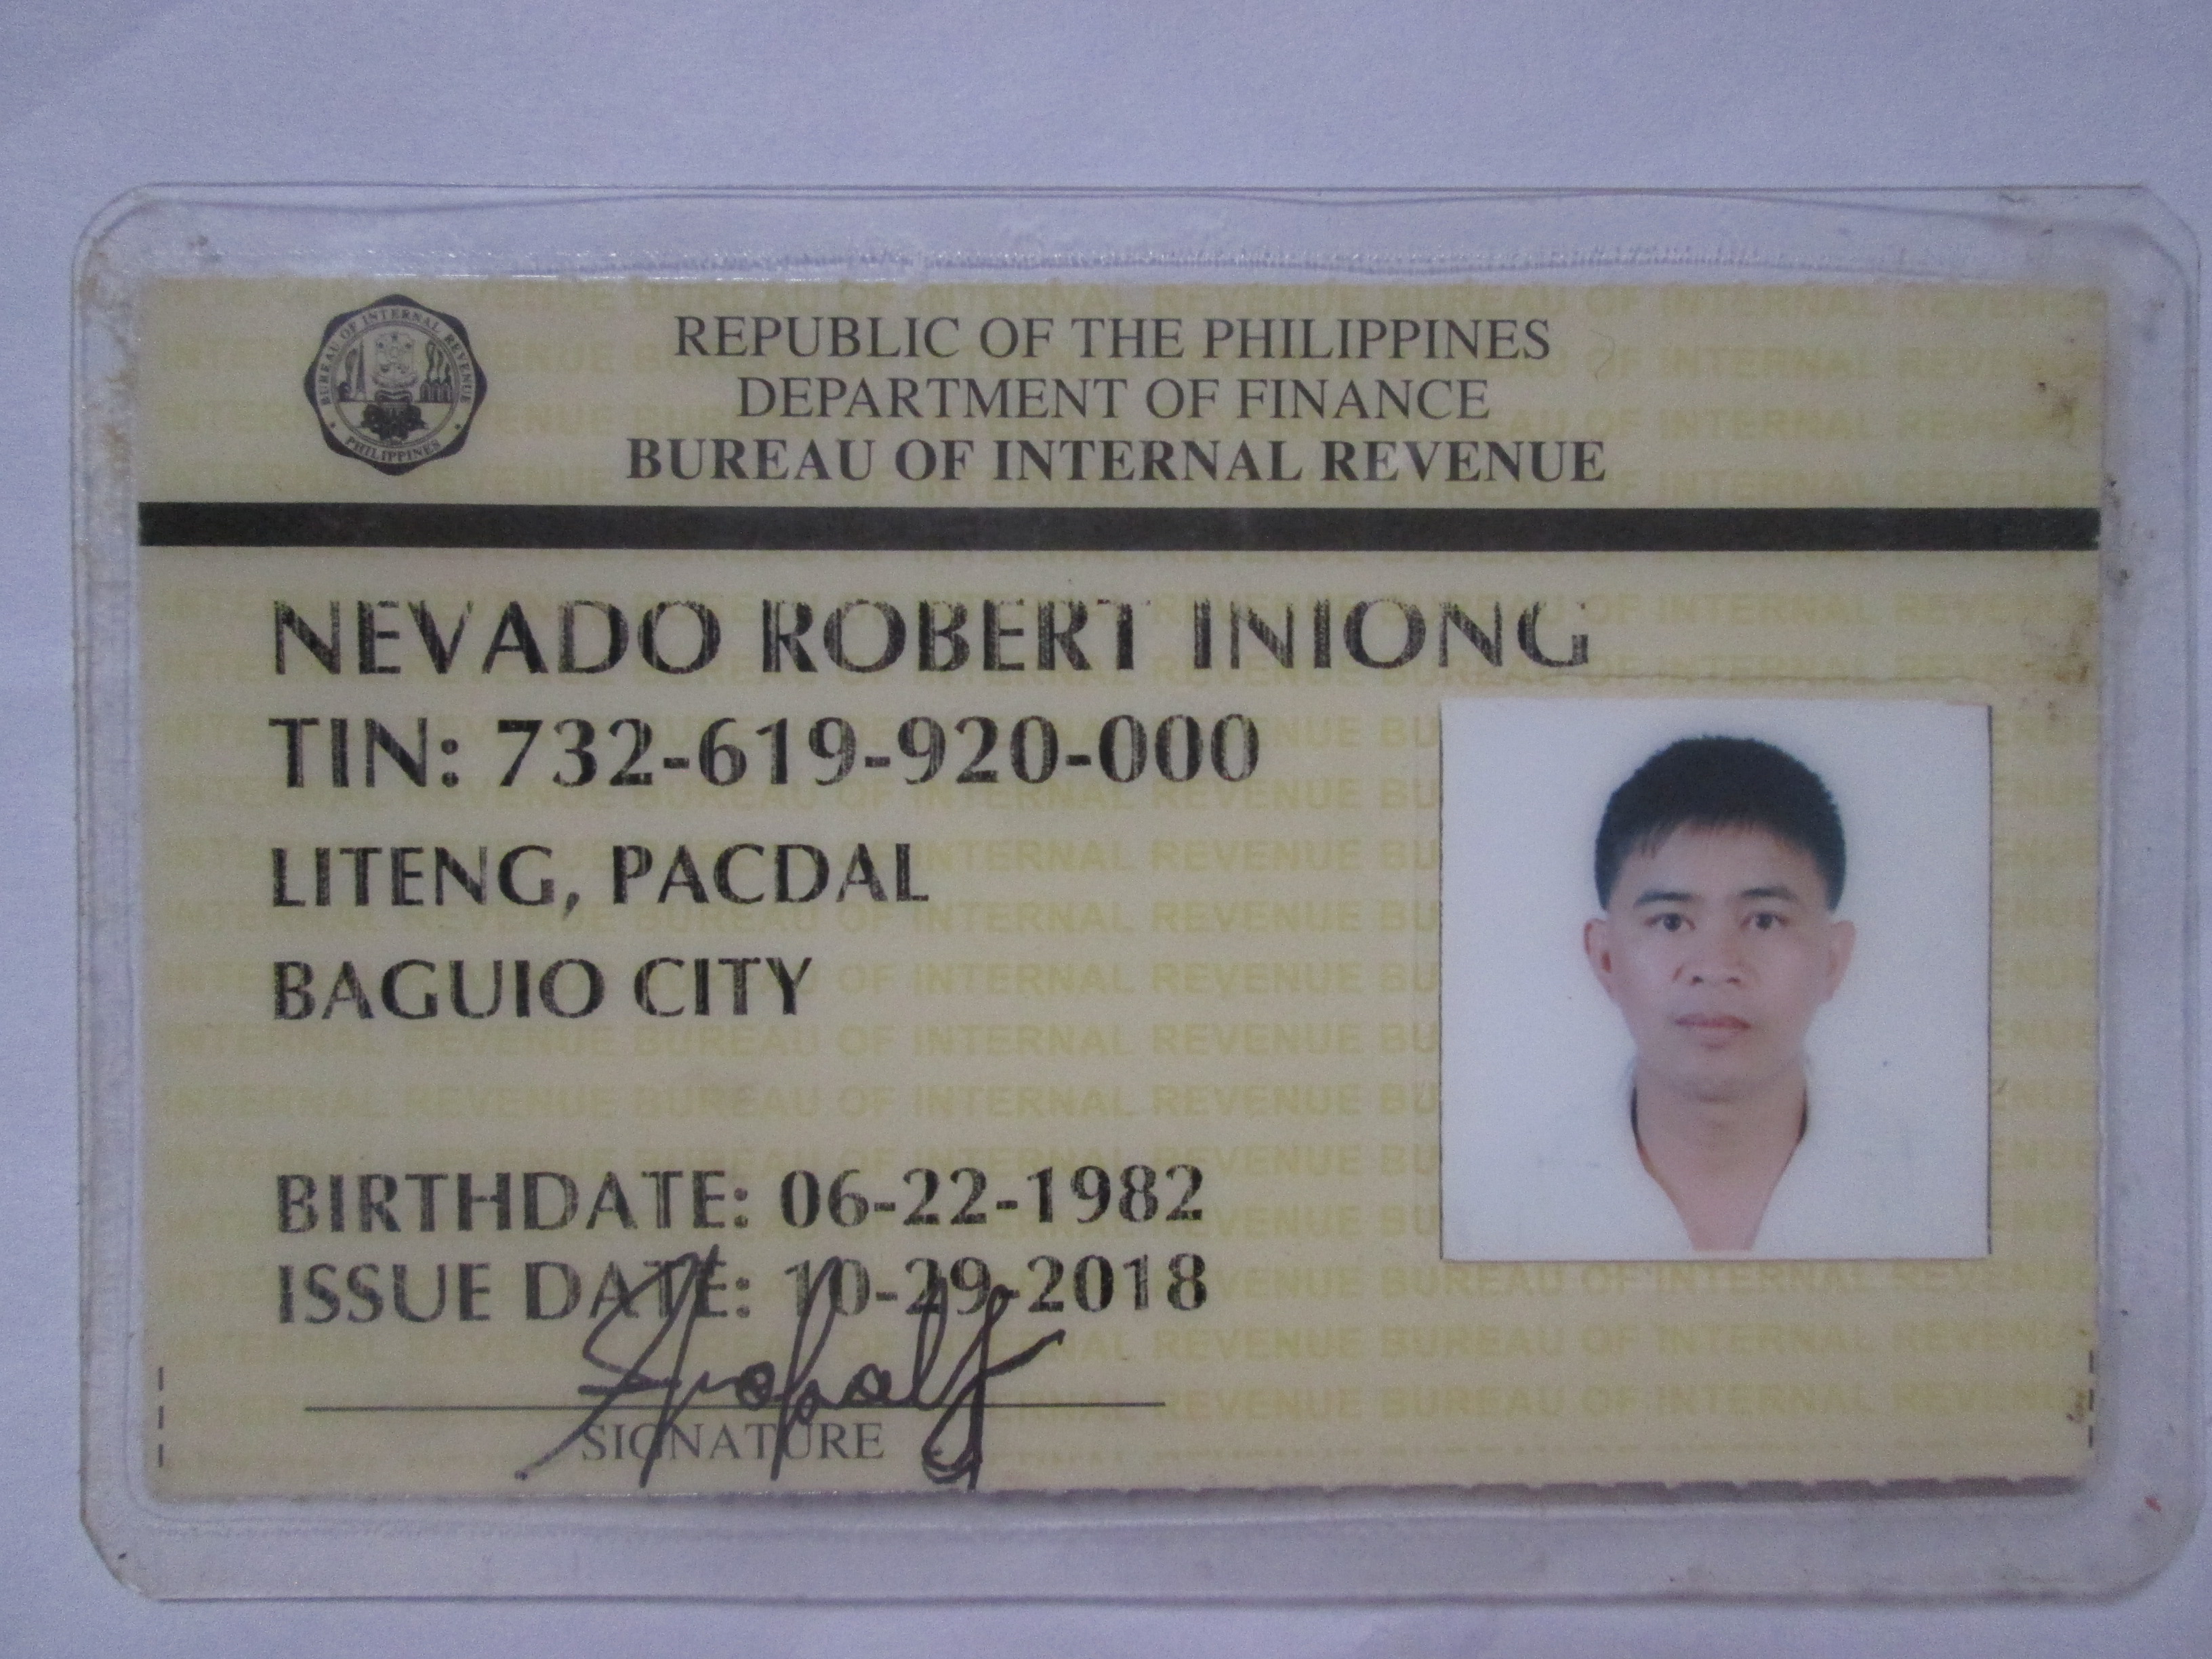 REPUBLIC OF THE PHILIPPINES
DEPARTMENT OF FINANCE
BUREAU OF INTERNAL REVENUE
BUREAU OF INTERNAL REVENUE
PHILIPPINES
NEVADO ROBERT INIONG
TIN: 732-619-920-000
LITENG, PACDAL
BAGUIO CITY
BIRTHDATE: 06-22-1982
ISSUE DATE: 10-29-2018
SIGNATURE